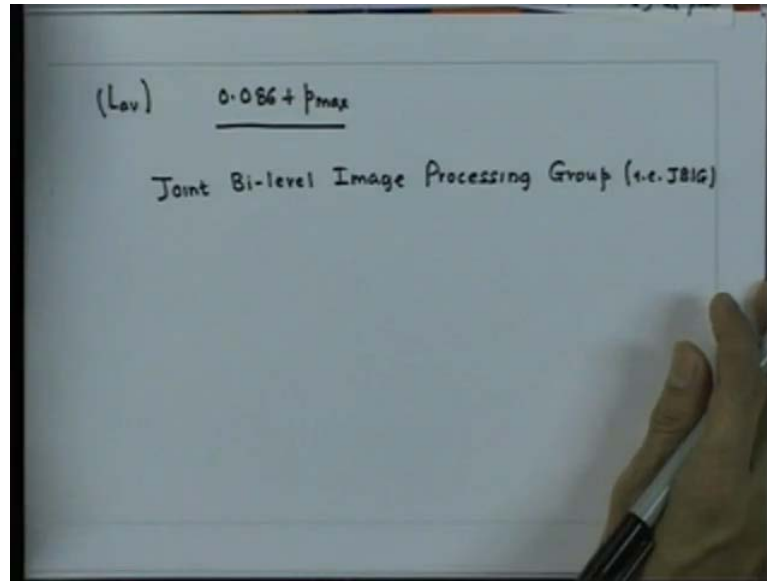 (Lav) 0.086 + pmax
Joint Bi-level Image Processing Group (i.e. JBIG)